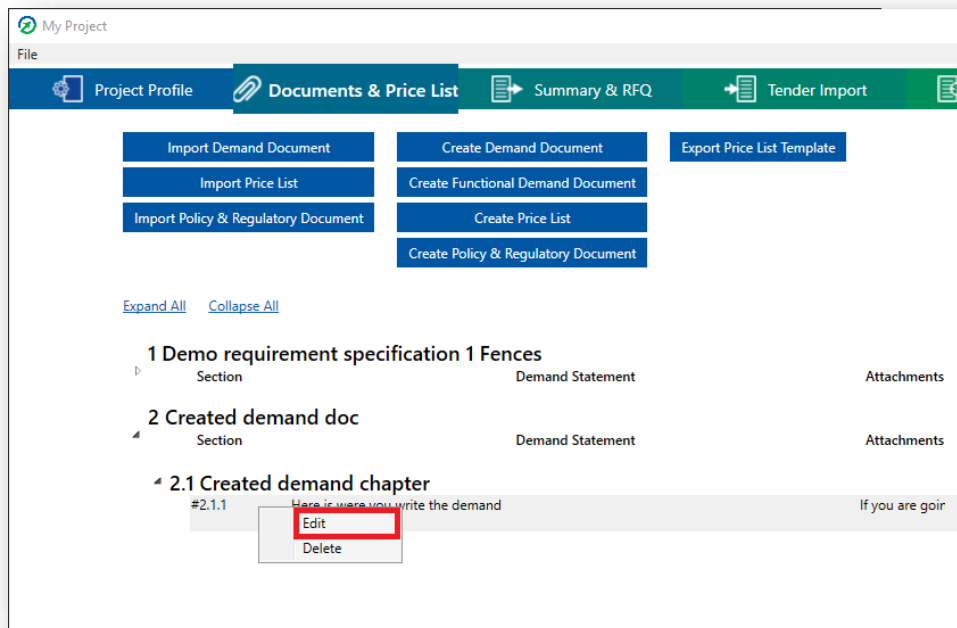 My Project
File
Project Profile
Documents & Price List
Summary & RFQ
Tender Import
Import Demand Document
Create Demand Document
Export Price List Template
Import Price List
Create Functional Demand Document
Import Policy & Regulatory Document
Create Price List
Create Policy & Regulatory Document
Expand All Collapse All
1 Demo requirement specification 1 Fences
Section Demand Statement Attachments
2 Created demand doc
Section Demand Statement Attachments
2.1 Created demand chapter
#2.1.1 Here is were you write the demand If you are goin
Edit
Delete